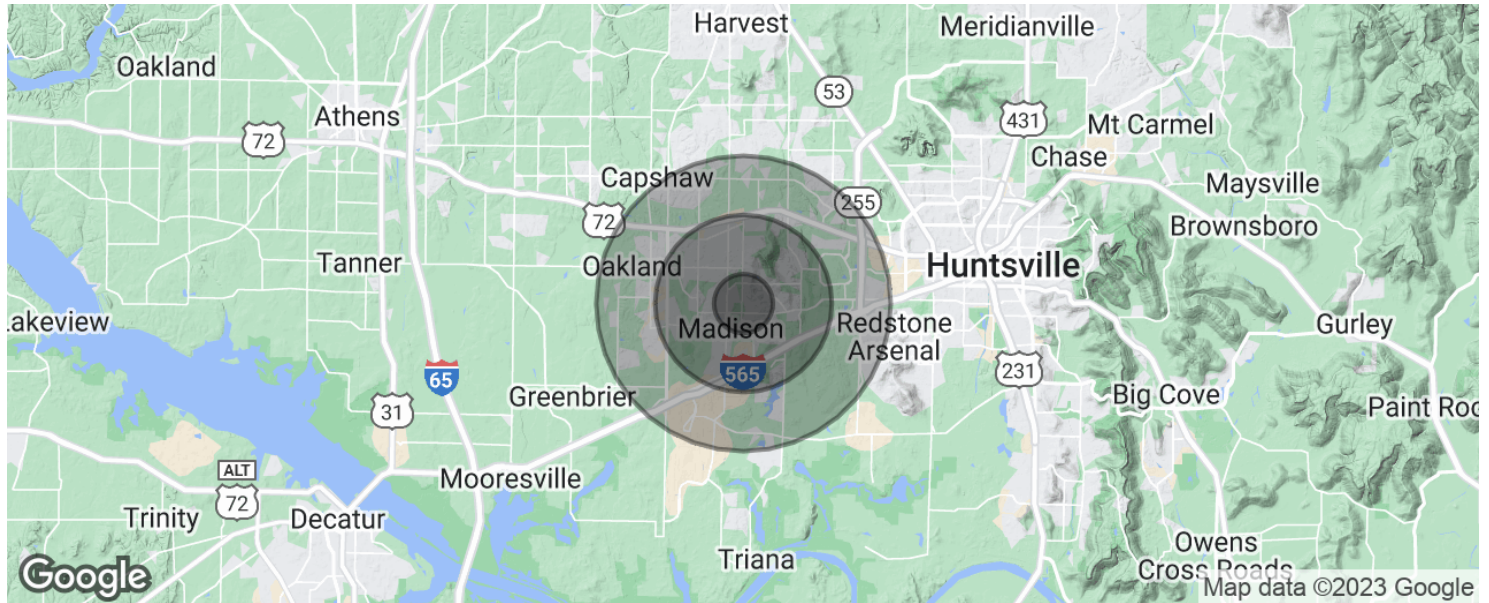 Harvest
Meridianville
Oakland
53
Athens
431
Mt Carmel
72
Chase
Capshaw
Maysville
255
72
Brownsboro
Tanner
Oakland
Huntsville
Lakeview
Madison
Redstone
Arsenal
Gurley
65
565
231
Greenbrier
Big Cove
31
Paint Roc
ALT
72
Mooresville
Trinity
Decatur
Triana
Owens
Cross Roads
Google
Map data ©2023 Google